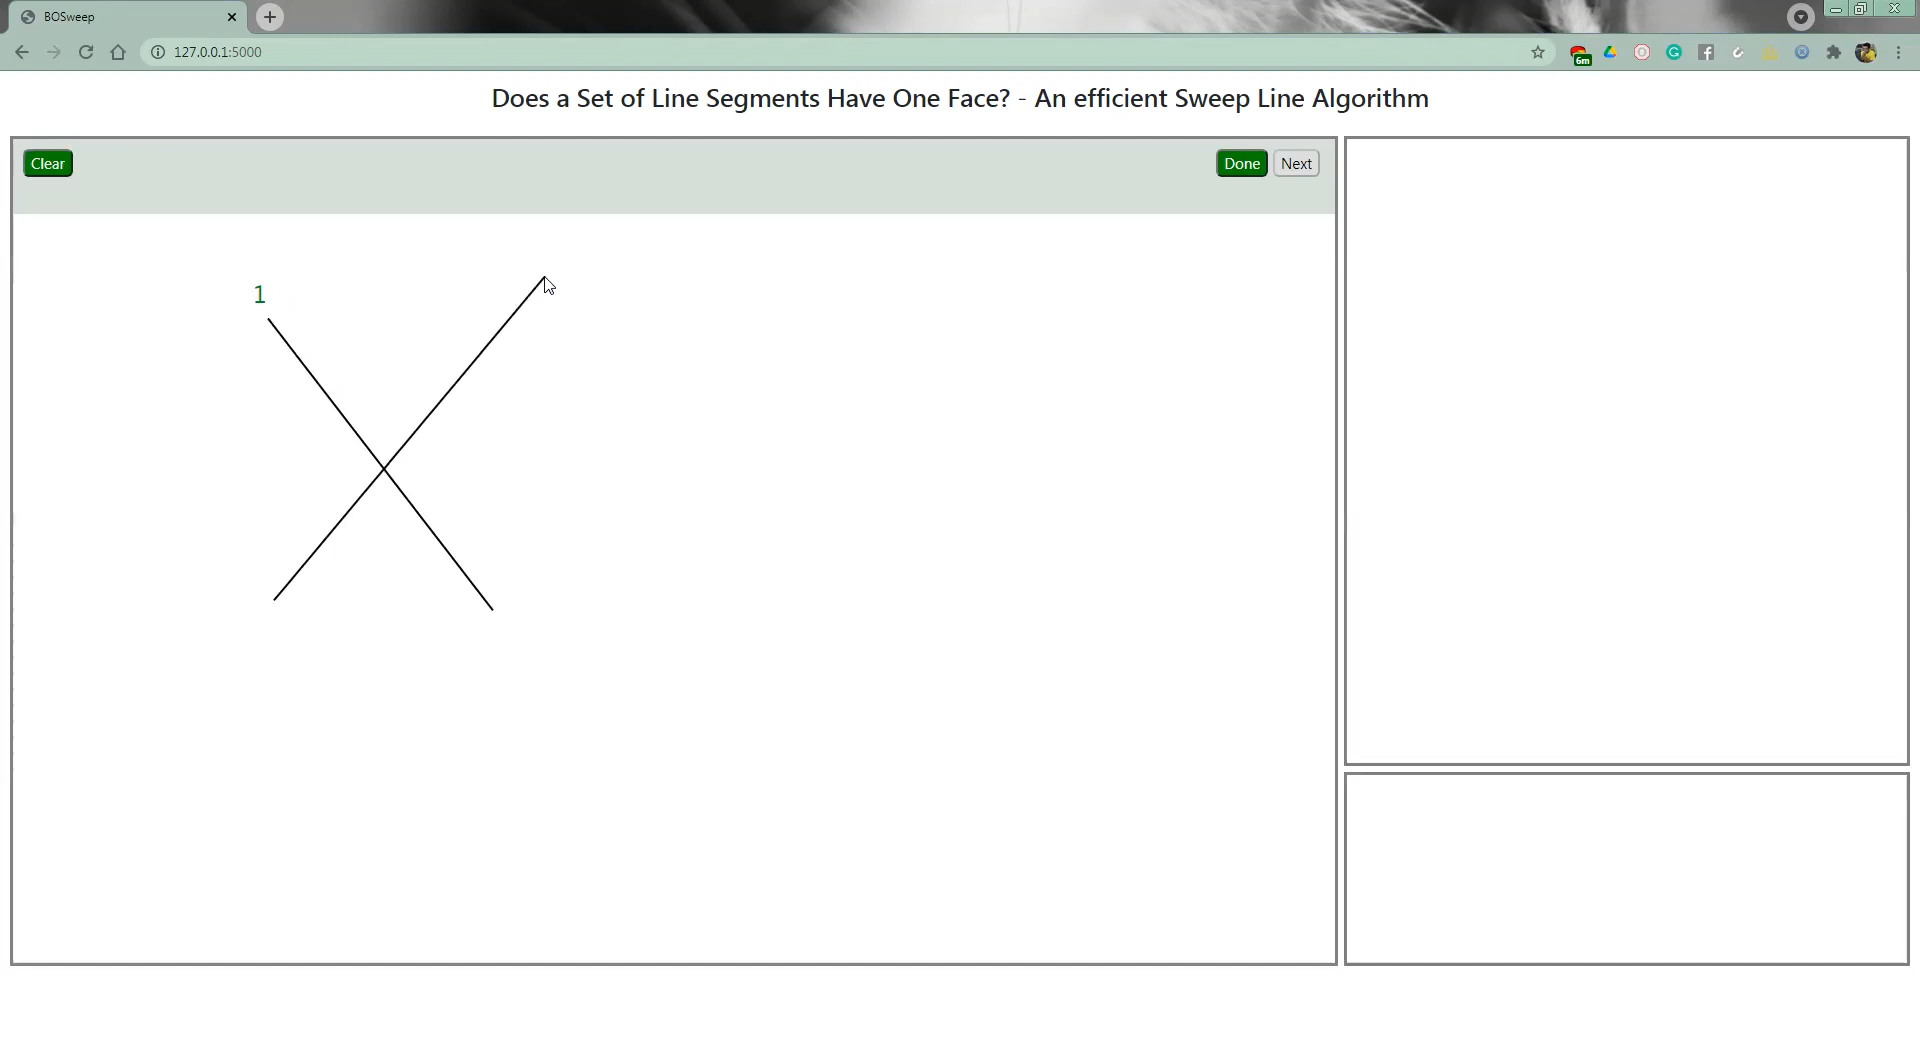 BOSweep
127.0.0.1:5000
6m
Does a Set of Line Segments Have One Face? - An efficient Sweep Line Algorithm
Clear Done Next
1